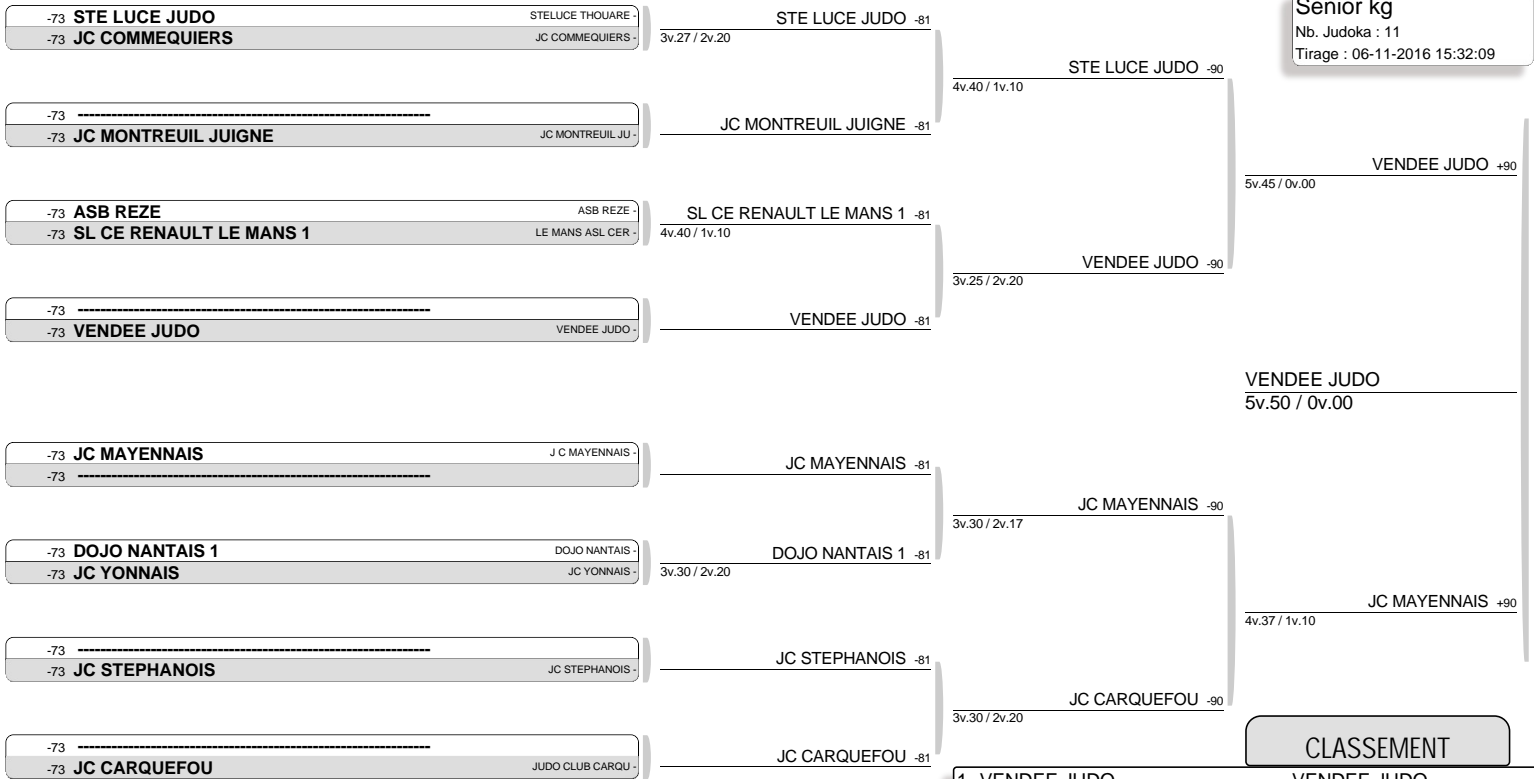 Senior kg
Nb. Judoka : 11
Tirage : 06-11-2016 15:32:09
-73 STE LUCE JUDO STELUCE THOUARE -
-73 JC COMMEQUIERS JC COMMEQUIERS -
-73 ----------------------------------------------------------------
-73 JC MONTREUIL JUIGNE JC MONTREUIL JU -
-73 ASB REZE ASB REZE -
-73 SL CE RENAULT LE MANS 1 LE MANS ASL CER -
-73 ----------------------------------------------------------------
-73 VENDEE JUDO VENDEE JUDO -
-73 JC MAYENNAIS J C MAYENNAIS -
-73 ----------------------------------------------------------------
-73 DOJO NANTAIS 1 DOJO NANTAIS -
-73 JC YONNAIS JC YONNAIS -
-73 ----------------------------------------------------------------
-73 JC STEPHANOIS JC STEPHANOIS -
-73 ----------------------------------------------------------------
-73 JC CARQUEFOU JUDO CLUB CARQU -
STE LUCE JUDO -81
3v.27 / 2v.20
JC MONTREUIL JUIGNE -81
SL CE RENAULT LE MANS 1 -81
4v.40 / 1v.10
VENDEE JUDO -81
JC MAYENNAIS -81
DOJO NANTAIS 1 -81
3v.30 / 2v.20
JC STEPHANOIS -81
JC CARQUEFOU -81
STE LUCE JUDO -90
4v.40 / 1v.10
VENDEE JUDO -90
3v.25 / 2v.20
JC MAYENNAIS -90
3v.30 / 2v.17
JC CARQUEFOU -90
3v.30 / 2v.20
VENDEE JUDO +90
5v.45 / 0v.00
VENDEE JUDO
5v.50 / 0v.00
JC MAYENNAIS +90
4v.37 / 1v.10
CLASSEMENT
1 VENDEE JUDO VENDEE JUDO